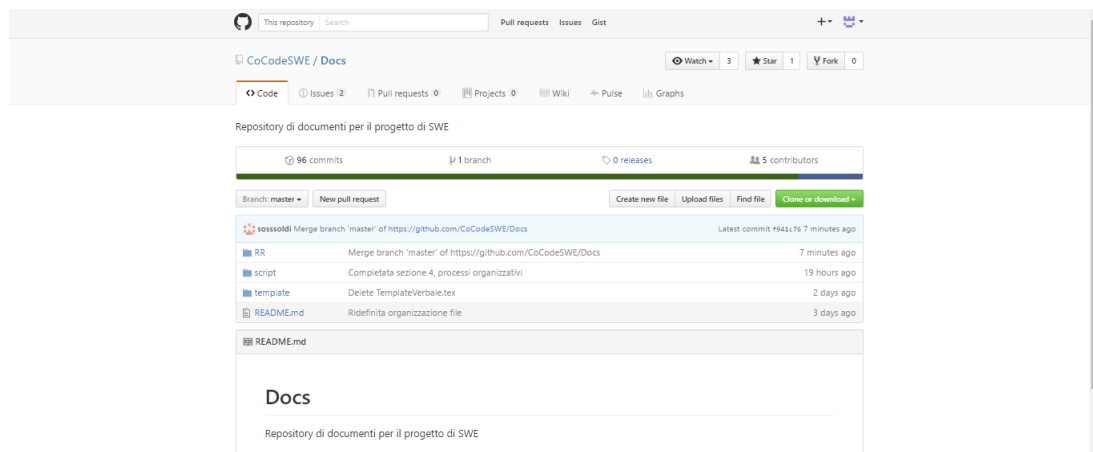 This repository Search Pull requests Issues Gist
CoCodeSWE / Docs Watch 3 Star 1 Fork 0
Code Issues 2 Pull requests 0 Projects 0 Wiki Pulse Graphs
Repository di documenti per il progetto di SWE
96 commits 1 branch 0 releases 5 contributors
Branch: master New pull request Create new file Upload files Find file Clone or download
sosssoldi Merge branch 'master' of https://github.com/CoCodeSWE/Docs Latest commit f941c76 7 minutes ago
RR Merge branch 'master' of https://github.com/CoCodeSWE/Docs 7 minutes ago
script Completata sezione 4, processi organizzativi 19 hours ago
template Delete TemplateVerbale.tex 2 days ago
README.md Ridefinita organizzazione file 3 days ago
README.md
Docs
Repository di documenti per il progetto di SWE